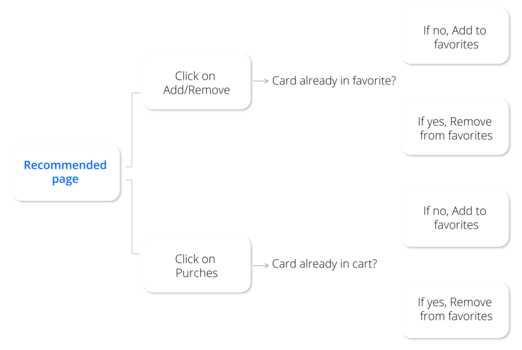 If no, Add to
favorites
Click on
Add/Remove
Card already in favorite?
If yes, Remove
from favorites
Recommended
page
If no, Add to
favorites
Click on
Purches
Card already in cart?
If yes, Remove
from favorites